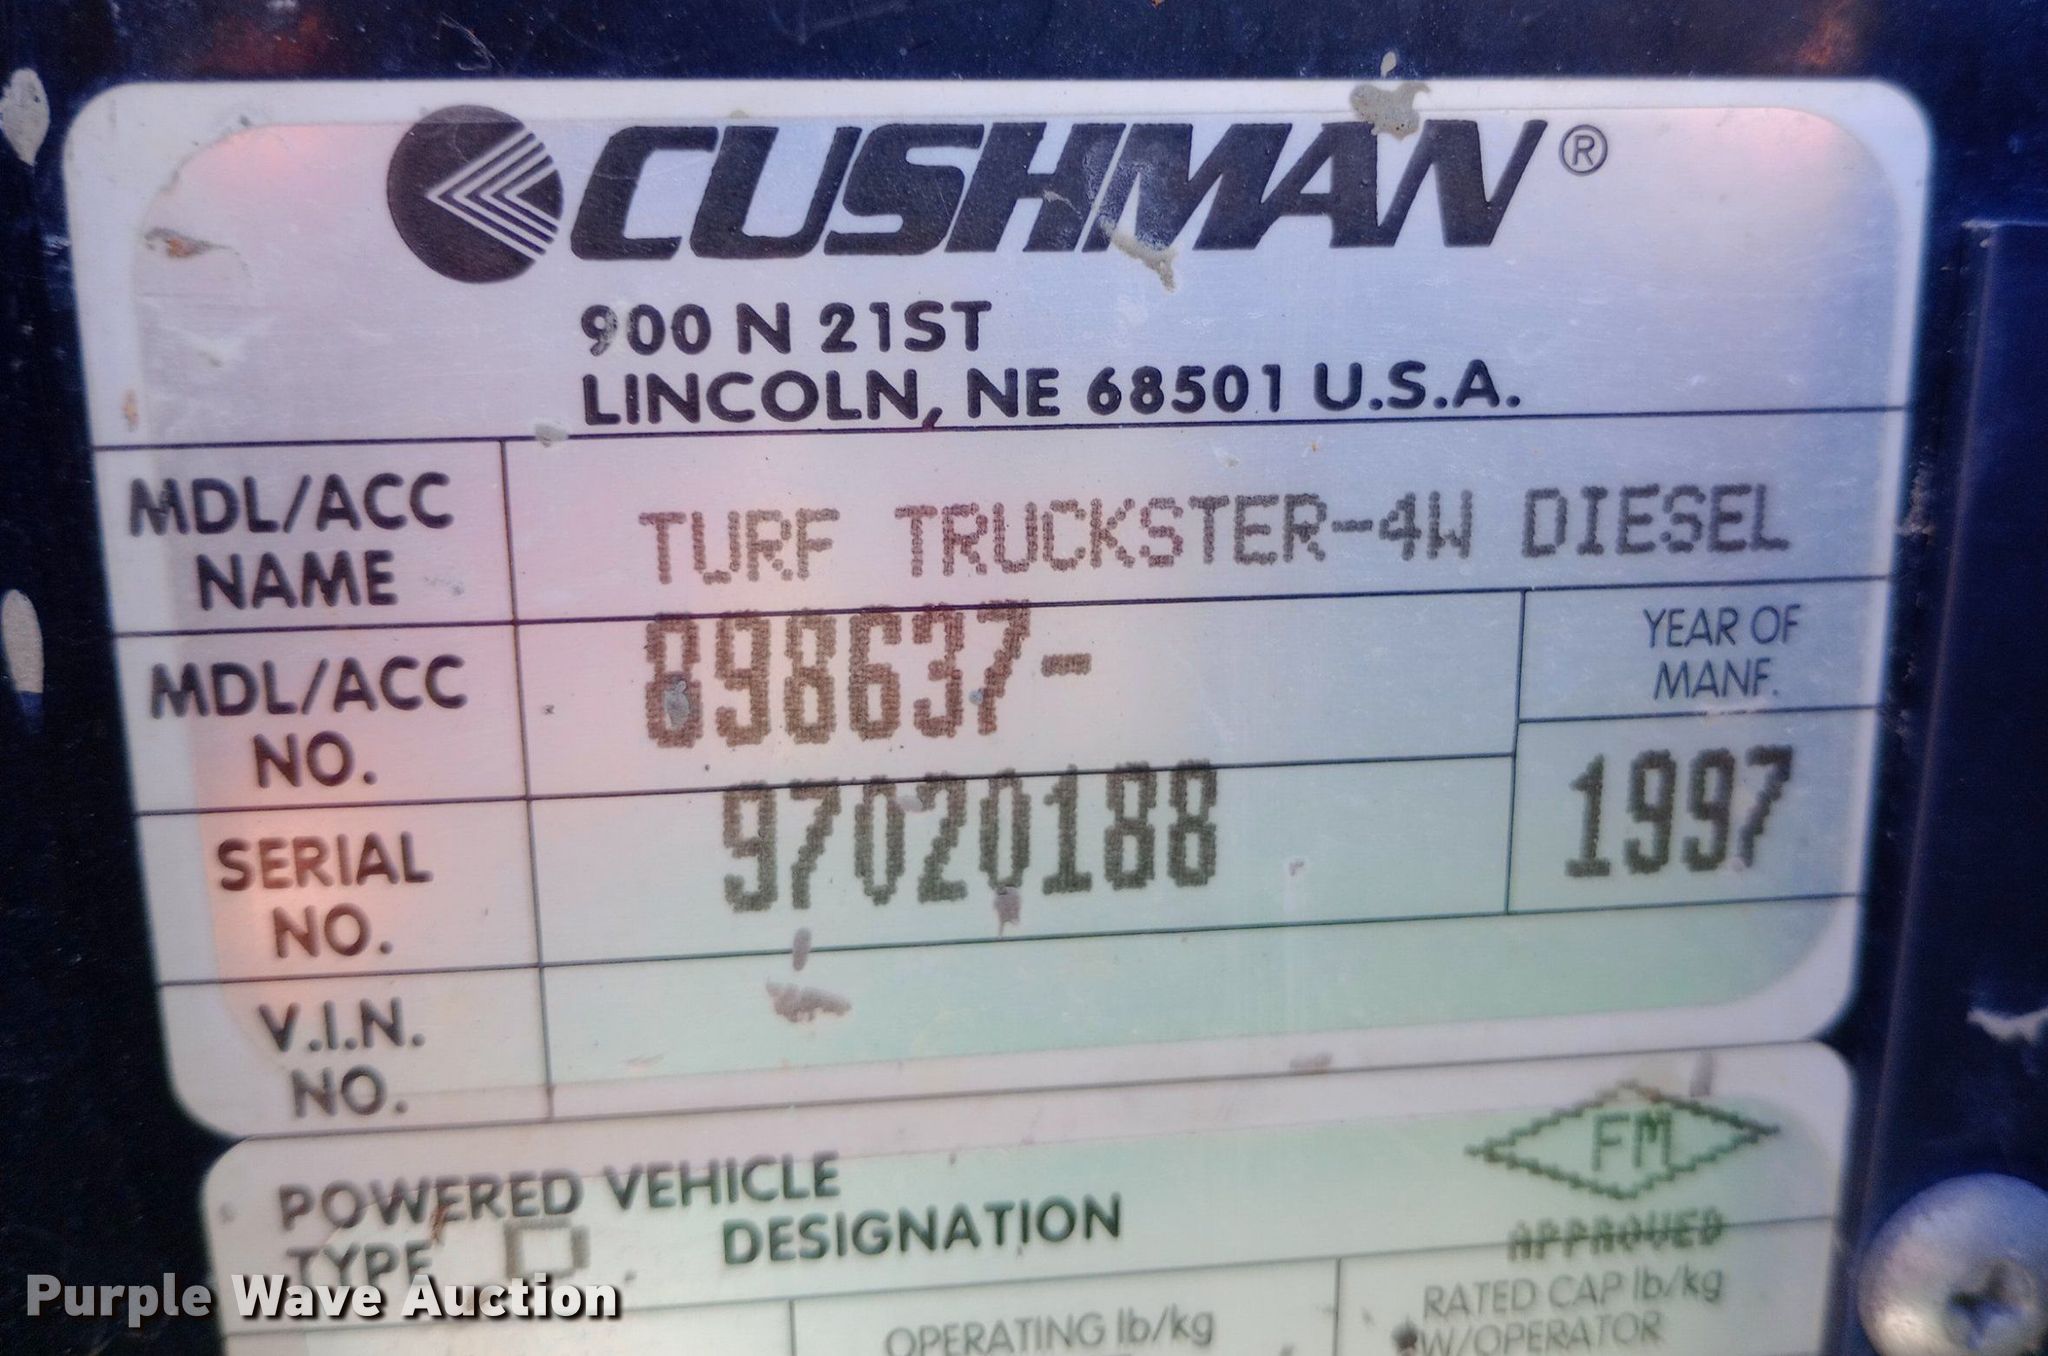 CUSHMAN®
900 N 21ST
LINCOLN, NE 68501 U.S.A.
MDL/ACC NAME TURF TRUCKSTER-4W DIESEL
MDL/ACC NO. 898637-
YEAR OF MANF.
SERIAL NO. 97020188 1997
V.I.N. NO.
POWERED VEHICLE FM
TYPE D DESIGNATION APPROVED
OPERATING lb/kg RATED CAP lb/kg
W/OPERATOR
Purple Wave Auction